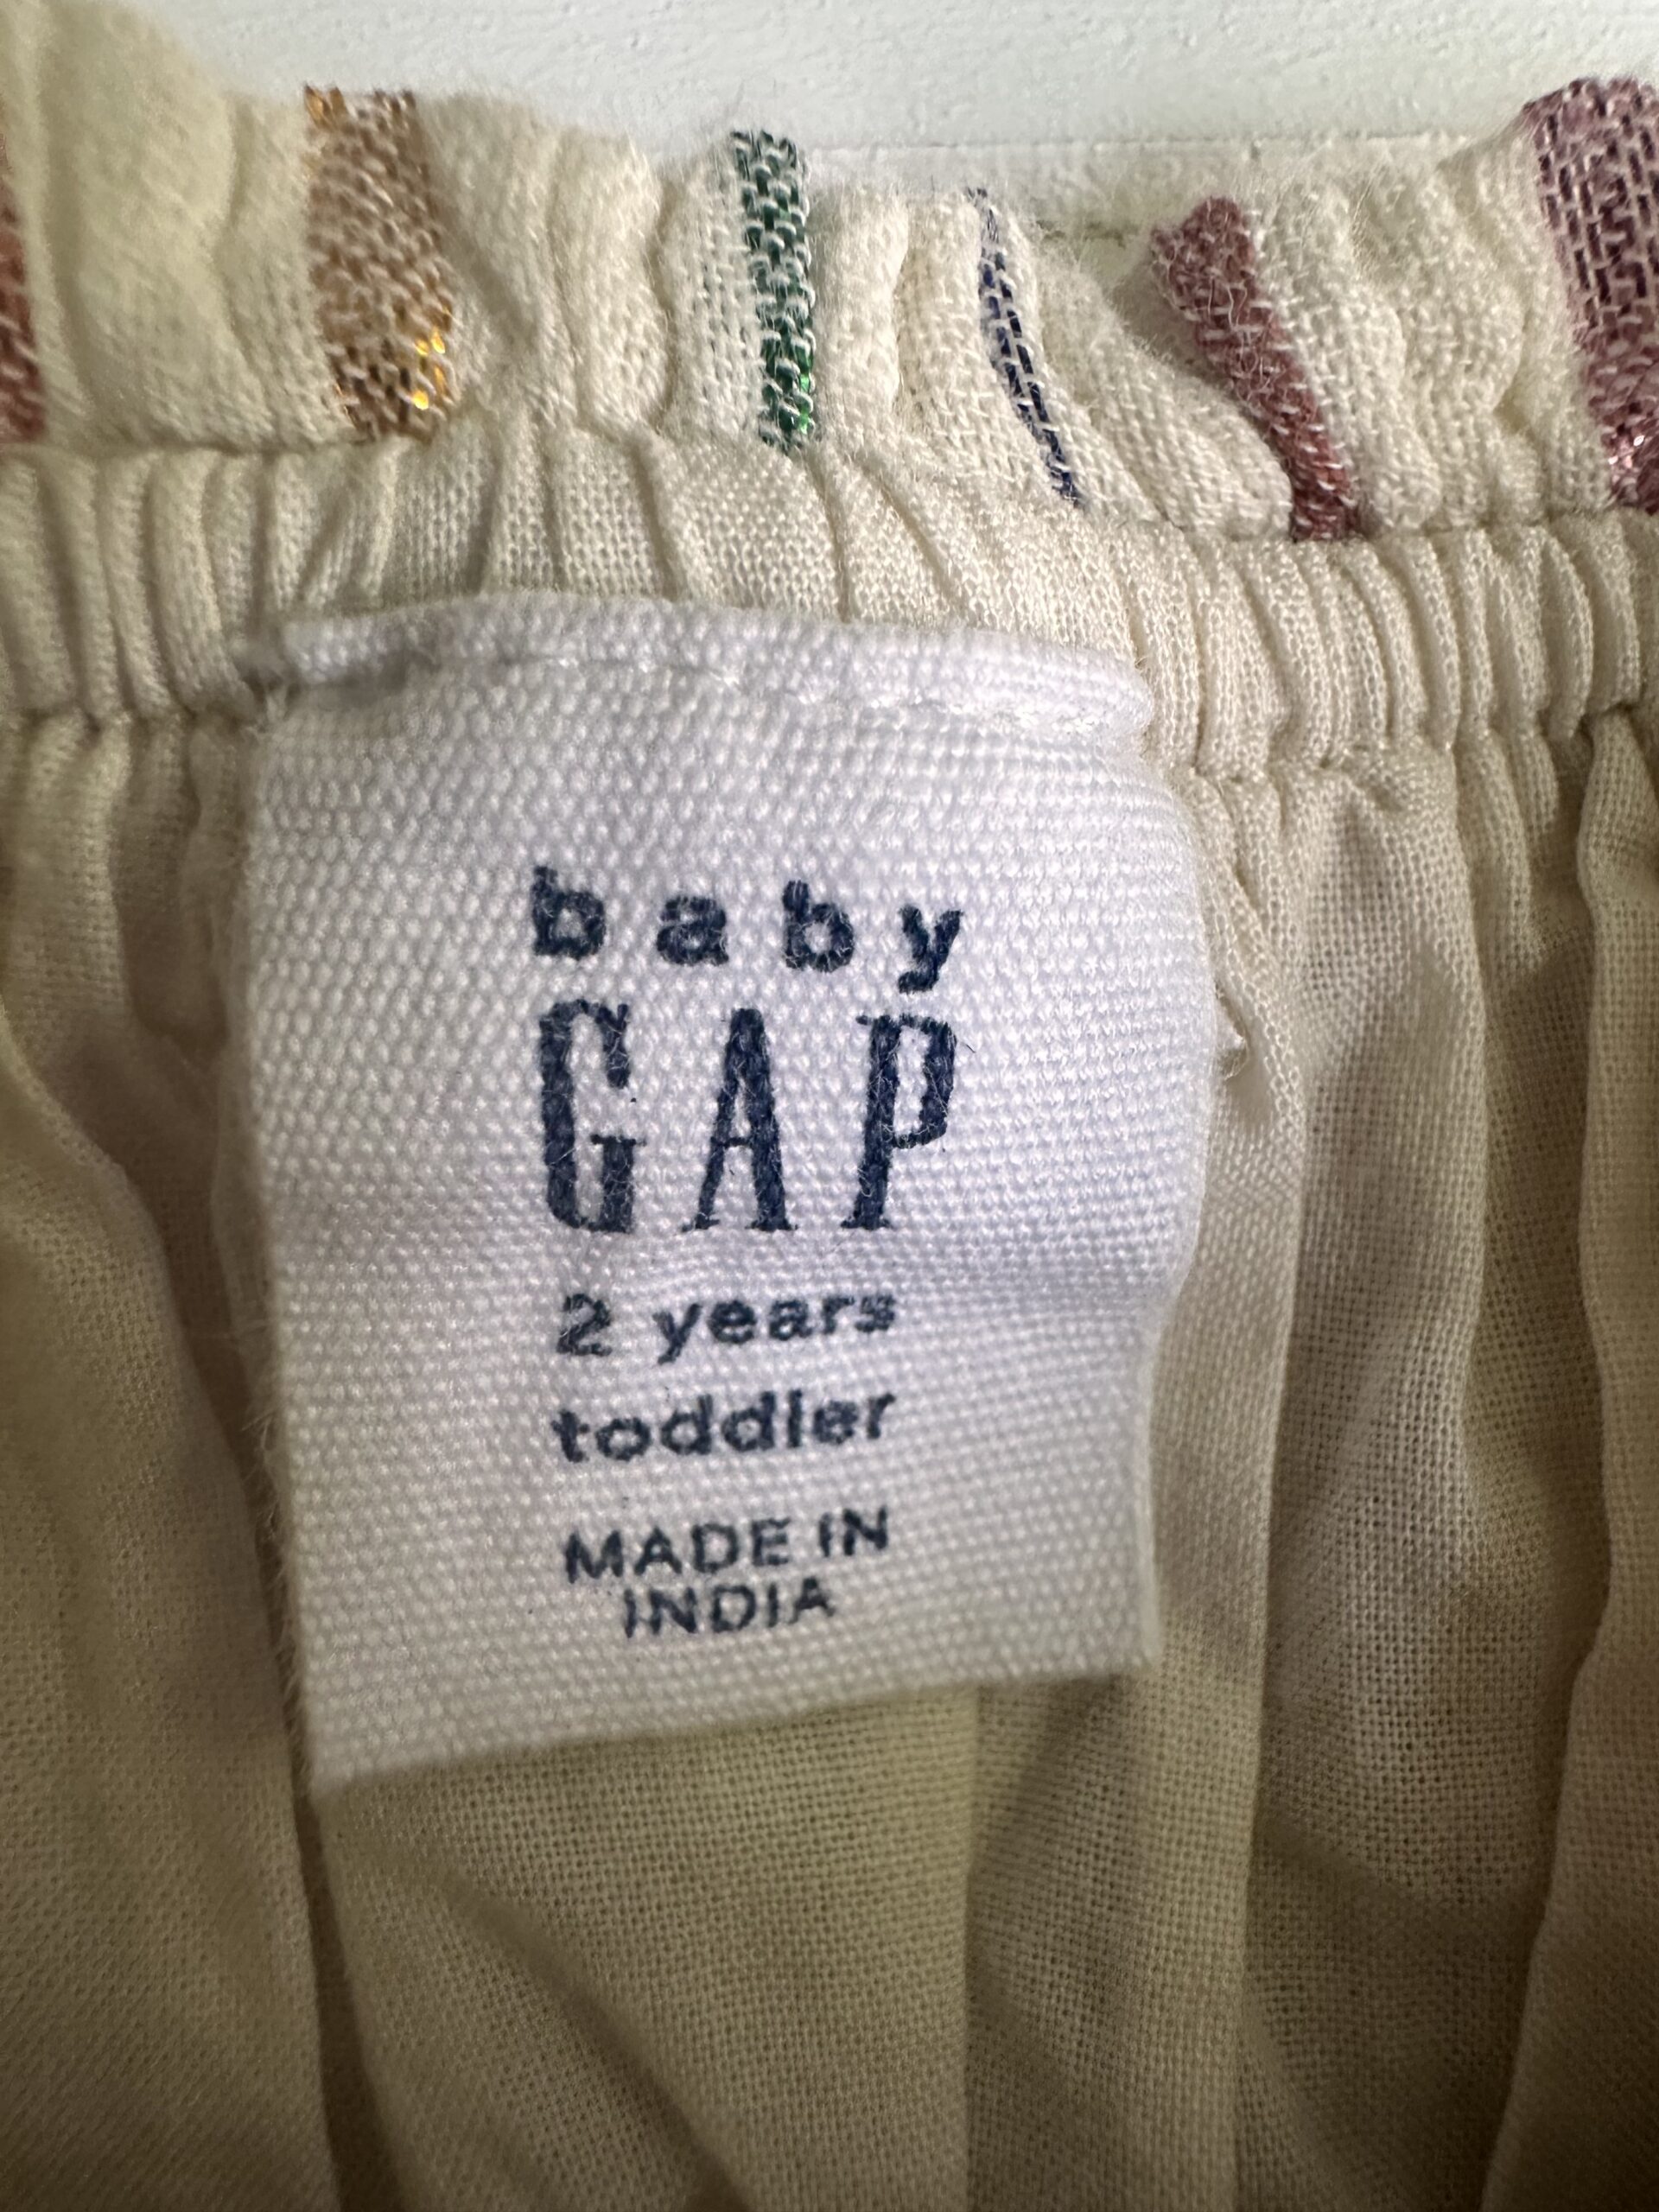 baby
GAP
2 years
toddler
MADE IN
INDIA